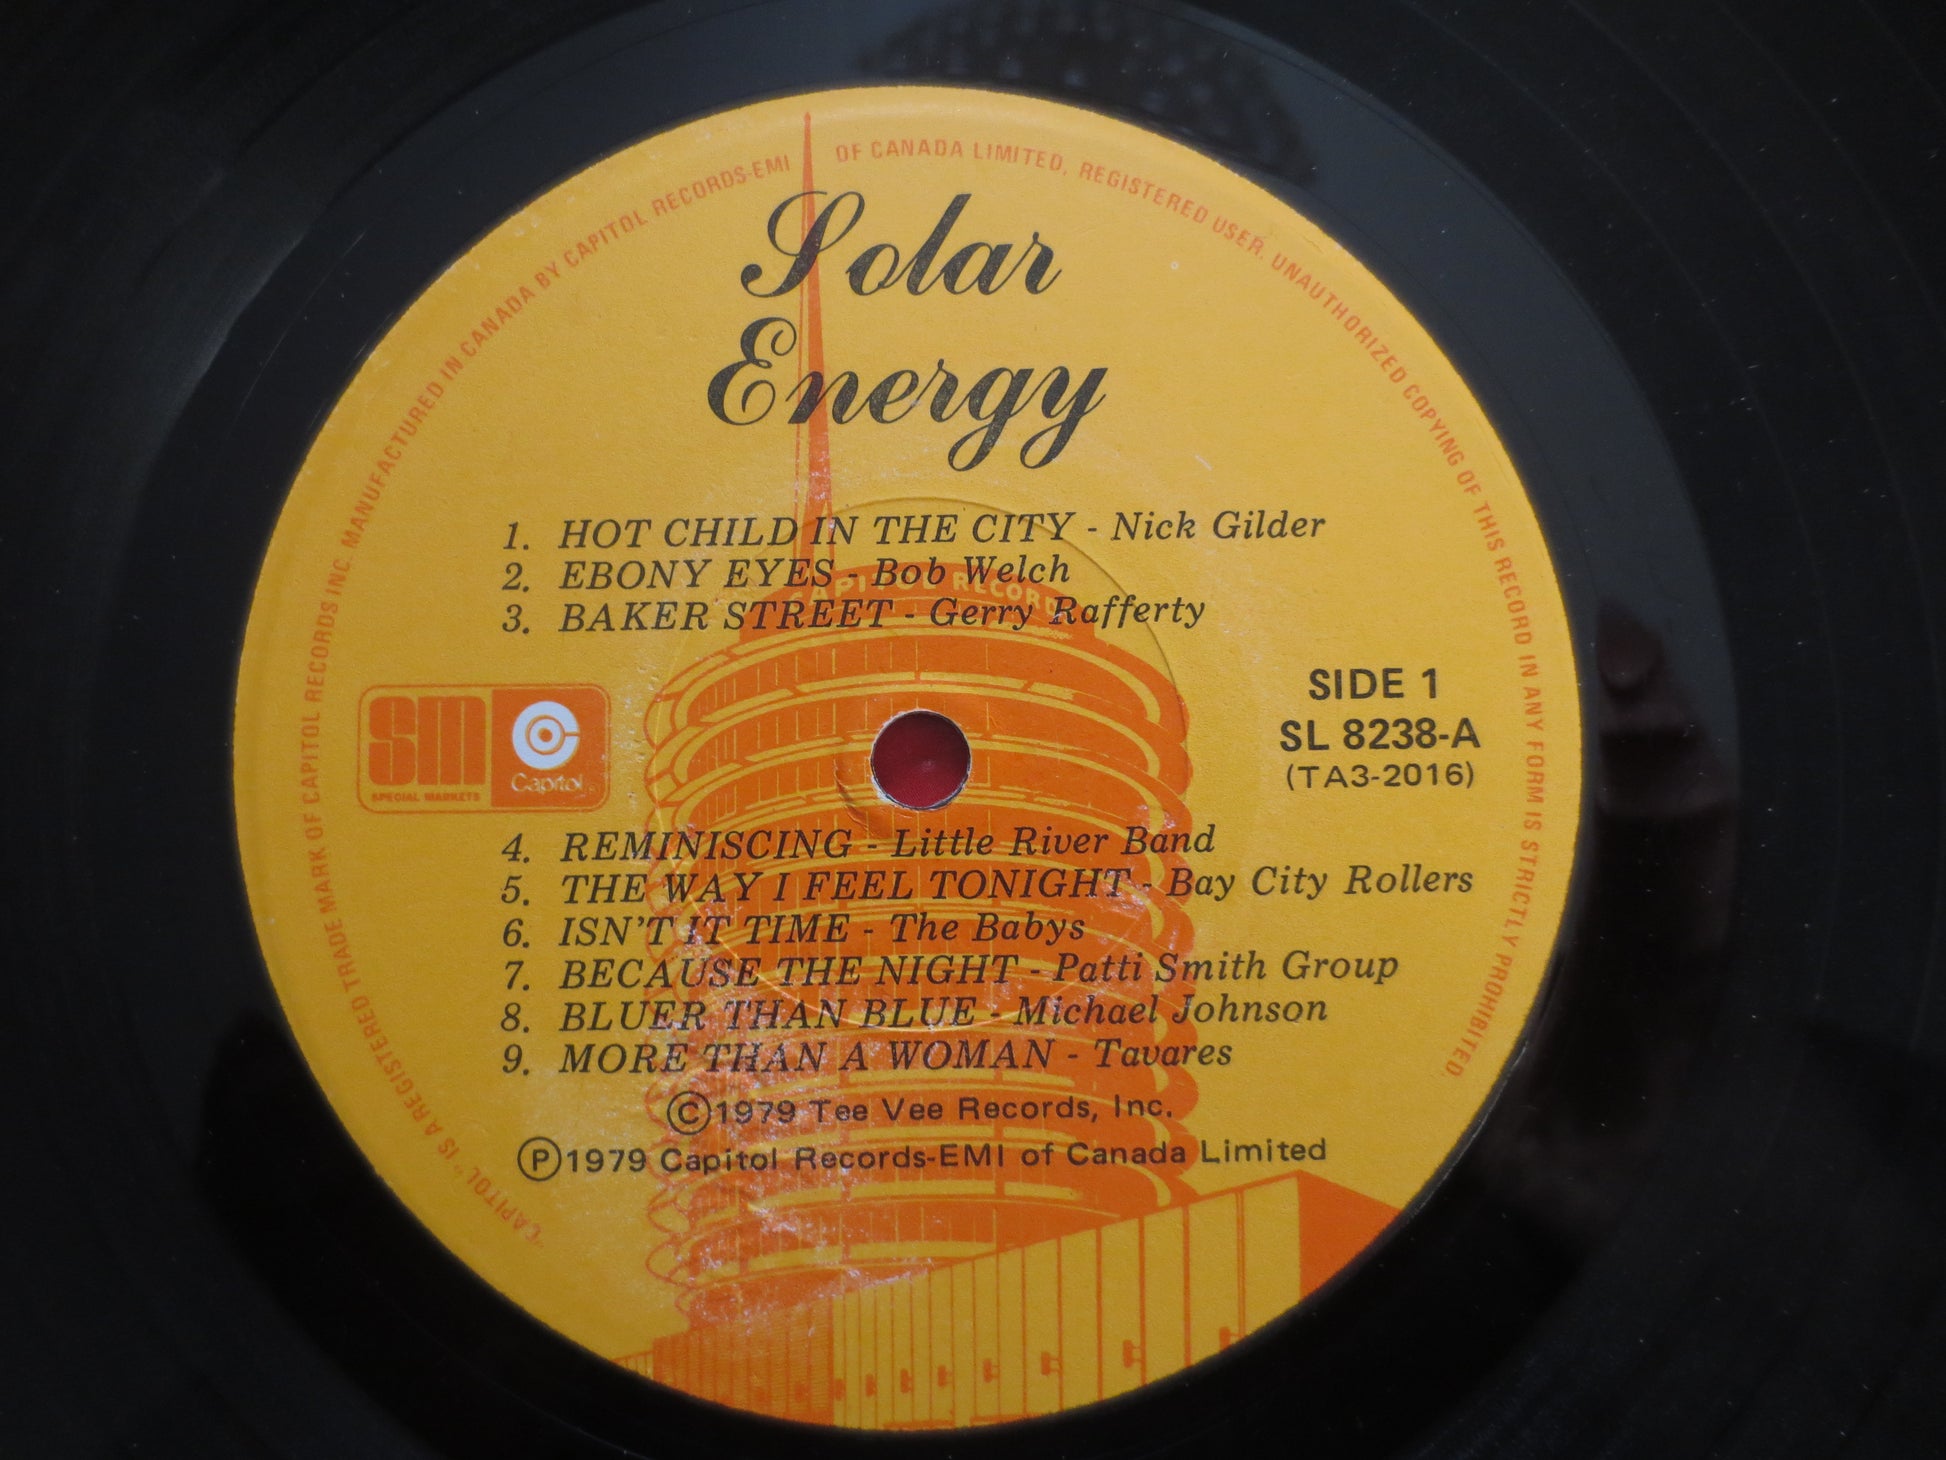 "CAPITOL" IS A REGISTERED TRADE MARK OF CAPITOL RECORDS INC. MANUFACTURED IN CANADA BY CAPITOL RECORDS-EMI OF CANADA LIMITED, REGISTERED USER. UNAUTHORIZED COPYING OF THIS RECORD IN ANY FORM IS STRICTLY PROHIBITED.
Solar
Energy
1. HOT CHILD IN THE CITY - Nick Gilder
2. EBONY EYES - Bob Welch
CAPITOL RECORDS
3. BAKER STREET - Gerry Rafferty
sm
SPECIAL MARKETS
Capitol
SIDE 1
SL 8238-A
(TA3-2016)
4. REMINISCING - Little River Band
5. THE WAY I FEEL TONIGHT - Bay City Rollers
6. ISN'T IT TIME - The Babys
7. BECAUSE THE NIGHT - Patti Smith Group
8. BLUER THAN BLUE - Michael Johnson
9. MORE THAN A WOMAN - Tavares
©1979 Tee Vee Records, Inc.
℗1979 Capitol Records-EMI of Canada Limited